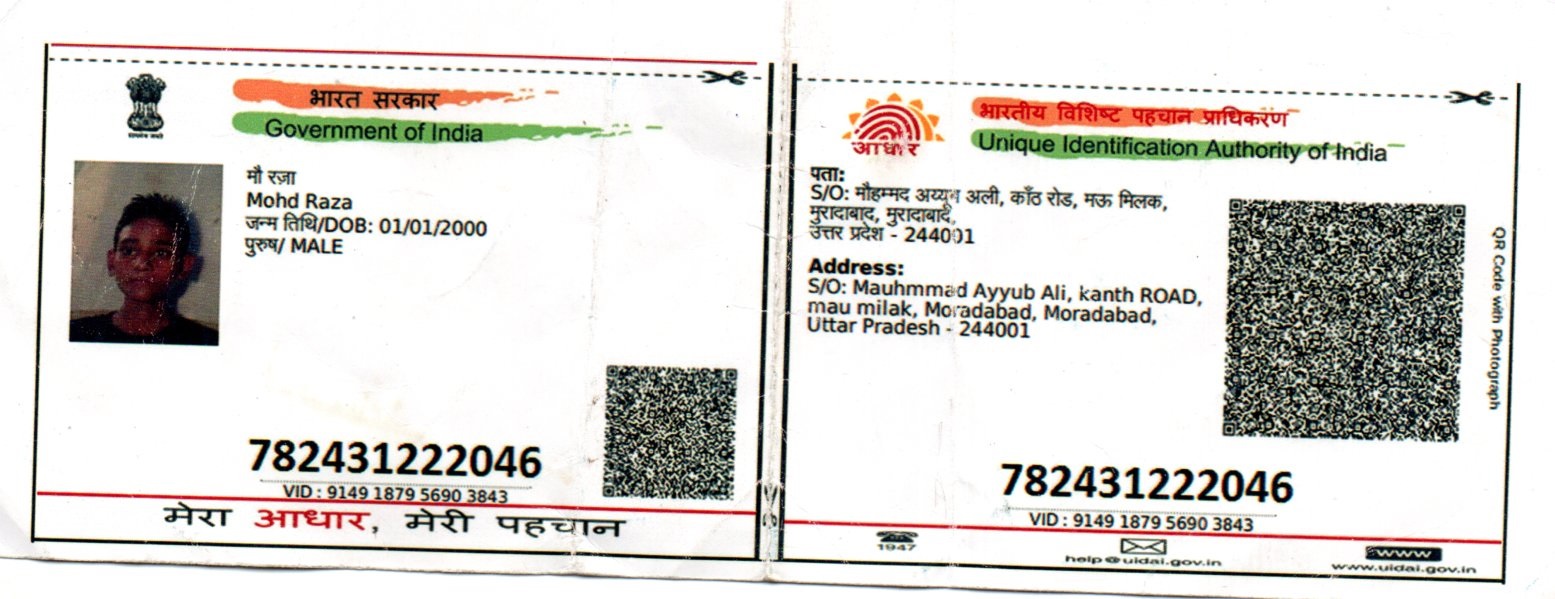 भारत सरकार
Government of India
मौ रज़ा
Mohd Raza
जन्म तिथि/DOB: 01/01/2000
पुरुष/ MALE
782431222046
VID : 9149 1879 5690 3843
मेरा आधार, मेरी पहचान
आधार
भारतीय विशिष्ट पहचान प्राधिकरण
Unique Identification Authority of India
पता:
S/O: मौहम्मद अय्यूब अली, काँठ रोड, मऊ मिलक,
मुरादाबाद, मुरादाबाद,
उत्तर प्रदेश - 244001
Address:
S/O: Mauhmmad Ayyub Ali, kanth ROAD,
mau milak, Moradabad, Moradabad,
Uttar Pradesh - 244001
QR Code with Photograph
782431222046
VID : 9149 1879 5690 3843
1947
help@uidai.gov.in
www
www.uidai.gov.in